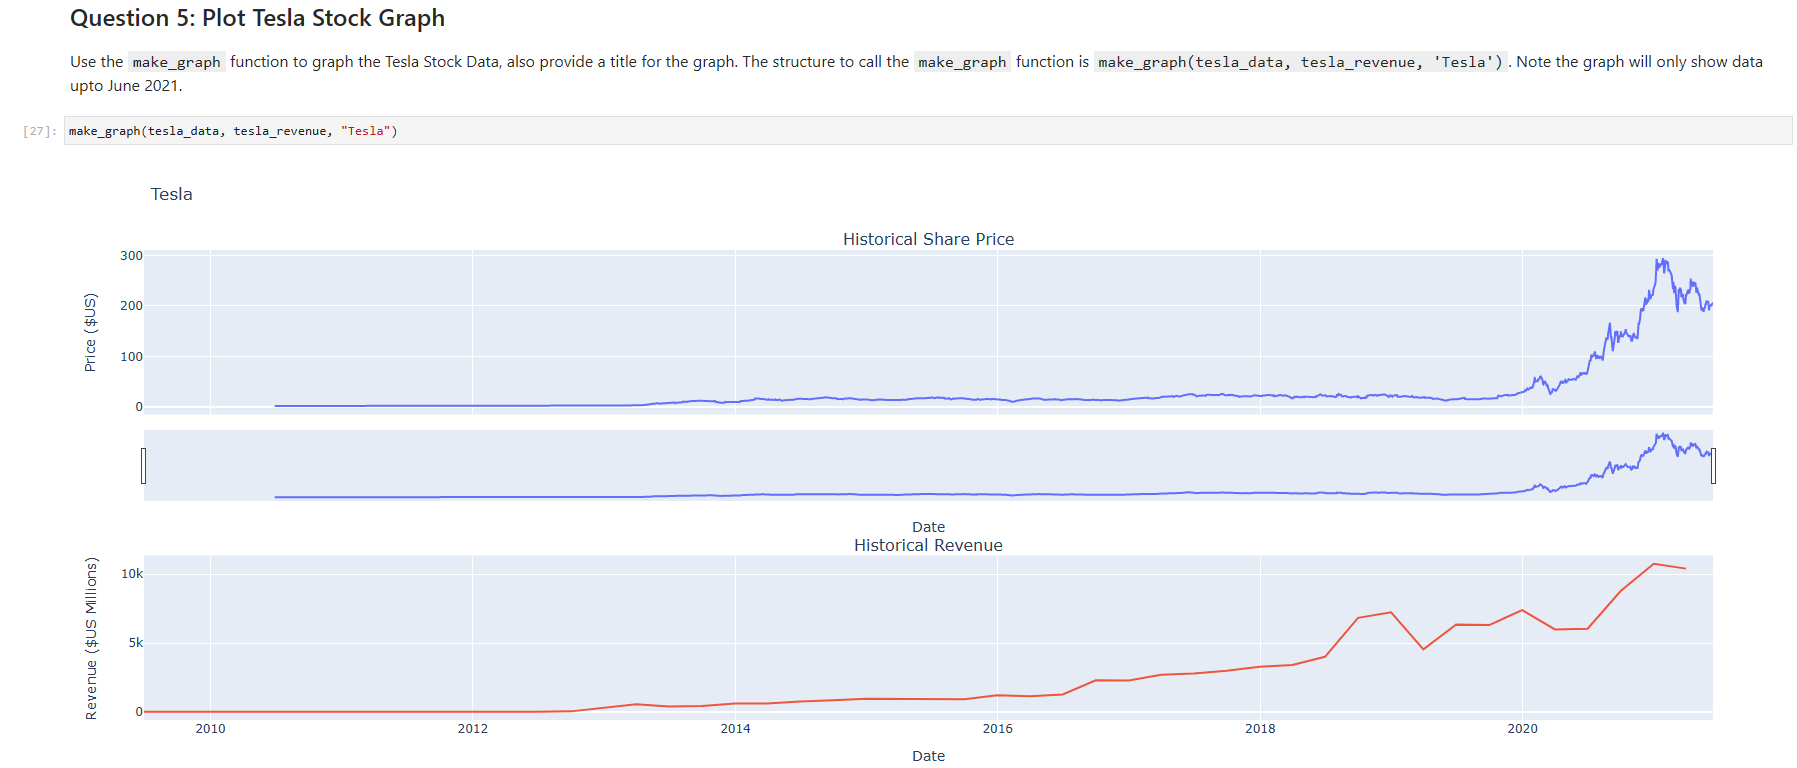 Question 5: Plot Tesla Stock Graph
Use the make_graph function to graph the Tesla Stock Data, also provide a title for the graph. The structure to call the make_graph function is make_graph(tesla_data, tesla_revenue, 'Tesla'). Note the graph will only show data
upto June 2021.
[27]: make_graph(tesla_data, tesla_revenue, "Tesla")
Tesla
Historical Share Price
Price ($US)
300
200
100
0
Date
Historical Revenue
Revenue ($US Millions)
10k
5k
0
2010 2012 2014 2016 2018 2020
Date